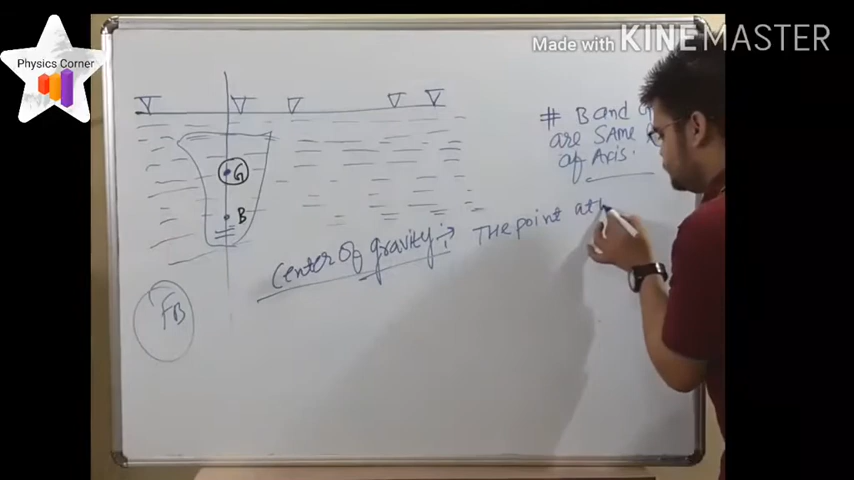 Made with KINEMASTER
Physics Corner
# B and
are SAME
of Axis.
G
B
Center of gravity :→ THe point at
FB